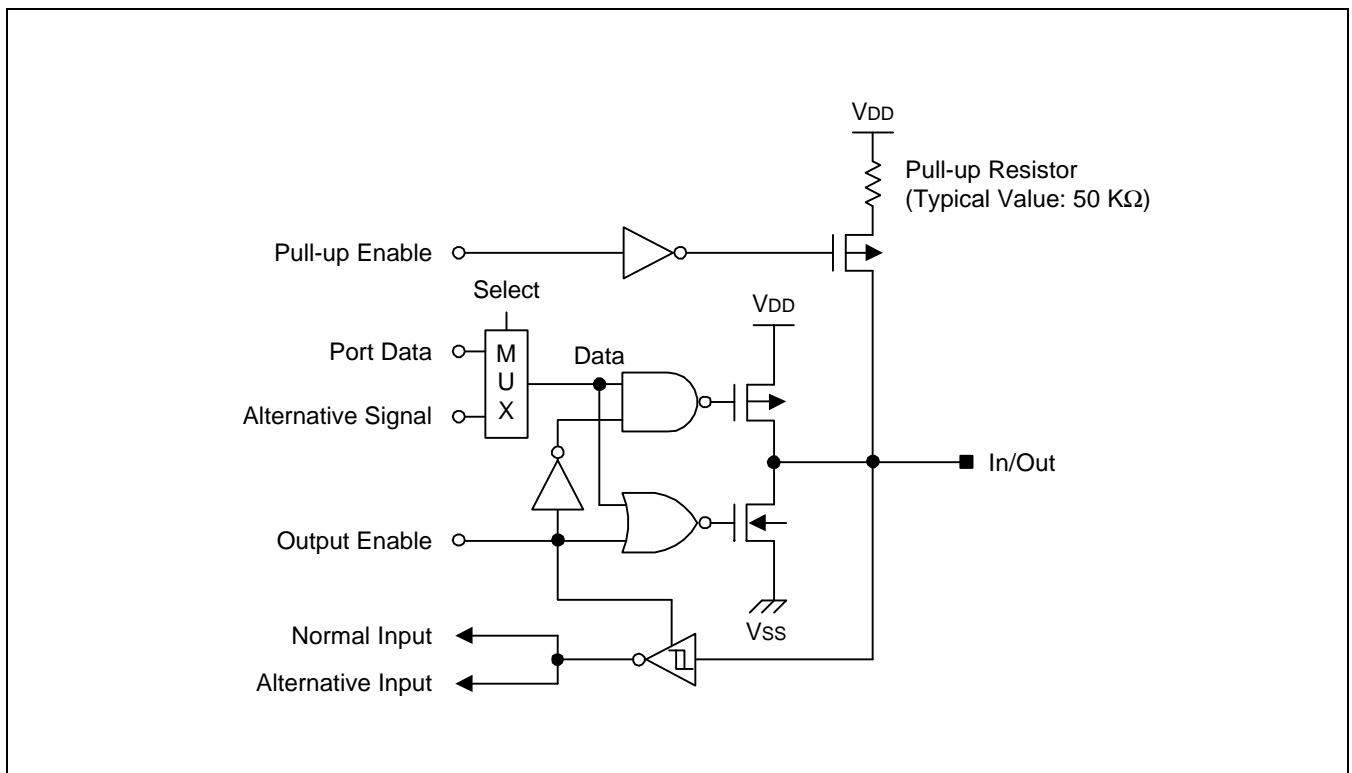 VDD
Pull-up Resistor
(Typical Value: 50 KΩ)
Pull-up Enable
Select
VDD
Port Data
M
U
X
Data
Alternative Signal
In/Out
Output Enable
VSS
Normal Input
Alternative Input